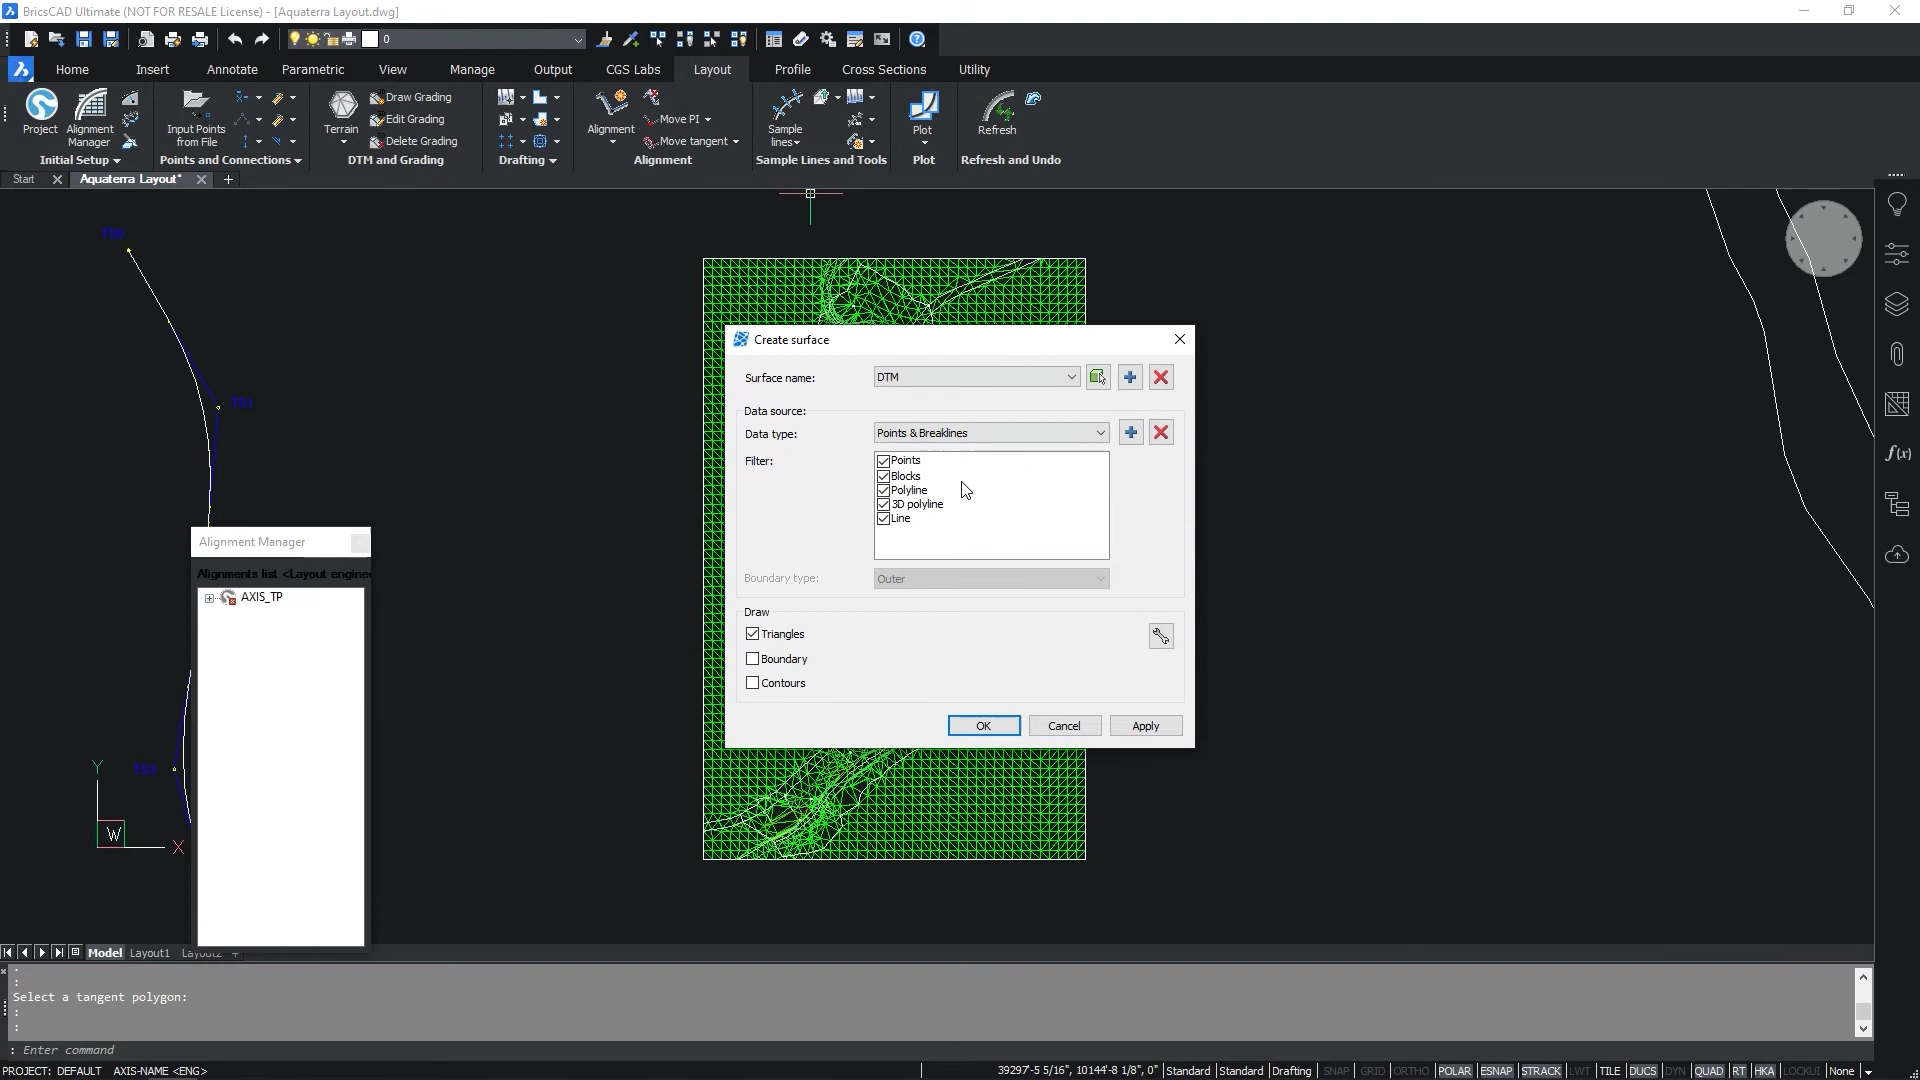 BricsCAD Ultimate (NOT FOR RESALE License) - [Aquaterra Layout.dwg]
0
Home Insert Annotate Parametric View Manage Output CGS Labs Layout Profile Cross Sections Utility
Project
Alignment Manager
Input Points from File
Terrain
Draw Grading
Edit Grading
Delete Grading
Alignment
Move PI
Move tangent
Sample lines
Plot
Refresh
Initial Setup
Points and Connections
DTM and Grading
Drafting
Alignment
Sample Lines and Tools
Plot
Refresh and Undo
Start
Aquaterra Layout*
TS0
TS1
Create surface
Surface name:
DTM
Data source:
Data type:
Points & Breaklines
Filter:
Points
Blocks
Polyline
3D polyline
Line
Boundary type:
Outer
Draw
Triangles
Boundary
Contours
OK Cancel Apply
Alignment Manager
Alignments list <Layout enginee
AXIS_TP
Y
W
X
f(x)
Model Layout1 Layout2 +
:
:
Select a tangent polygon:
:
:
: Enter command
PROJECT: DEFAULT AXIS-NAME <ENG>
39297'-5 5/16", 10144'-8 1/8", 0" Standard Standard Drafting SNAP GRID ORTHO POLAR ESNAP STRACK LWT TILE DUCS DYN QUAD RT HKA LOCKUI None